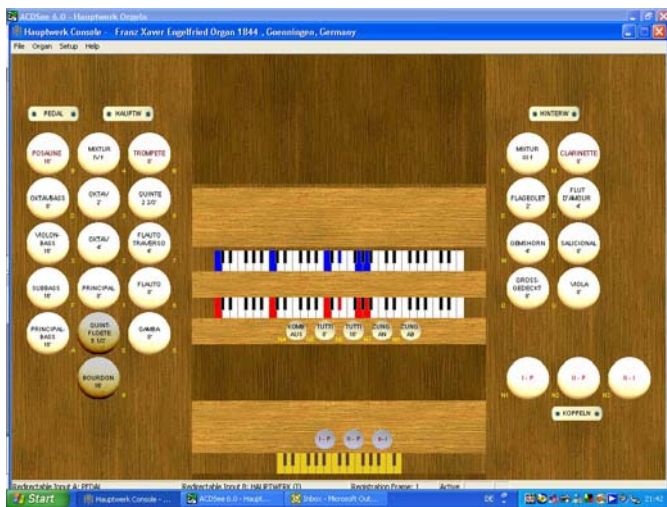 ACDSee 6.0 - Hauptwerk Orgeln
Hauptwerk Console - Franz Xaver Engelfried Organ 1844 , Goenningen, Germany
File Organ Setup Help
PEDAL
HAUPTW
HINTERW
POSAUNE
16'
MIXTUR
IV f
TROMPETE
8'
MIXTUR
III f
CLARINETTE
8'
OKTAVBASS
8'
OKTAV
2'
QUINTE
2 2/3'
FLAGEOLET
2'
FLUT
D'AMOUR
4'
VIOLON-
BASS
16'
OKTAV
4'
FLAUTO
TRAVERSO
4'
GEMSHORN
4'
SALICIONAL
8'
SUBBASS
16'
PRINCIPAL
8'
FLAUTO
8'
GROSS-
GEDECKT
8'
VIOLA
8'
PRINCIPAL-
BASS
16'
QUINT-
FLOETE
5 1/3'
GAMBA
8'
KOMB
AUS
TUTTI
8'
TUTTI
16'
ZUNG
AN
ZUNG
AB
BOURDON
16'
I - P
II - P
II - I
KOPPELN
I - P
II - P
II - I
Redirectable Input A: PEDAL
Redirectable Input B: HAUPTWERK (I)
Registration Frame: 1
Active
Start
Hauptwerk Console - ...
ACDSee 6.0 - Haupt...
Inbox - Microsoft Out...
DE
21:42